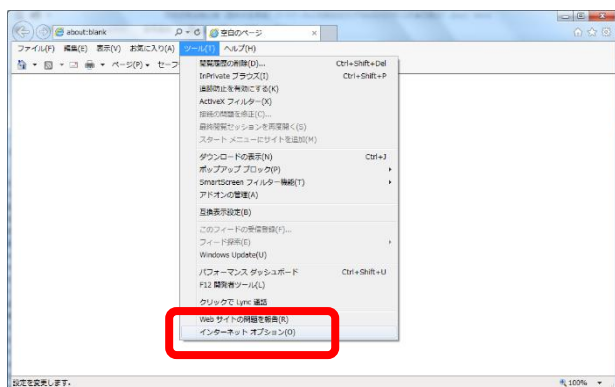 about:blank
空白のページ
ファイル(F) 編集(E) 表示(V) お気に入り(A) ツール(T) ヘルプ(H)
ページ(P) セーフ
閲覧履歴の削除(D)... Ctrl+Shift+Del
InPrivate ブラウズ(I) Ctrl+Shift+P
追跡防止を有効にする(K)
ActiveX フィルター(X)
接続の問題を修正(C)...
最終閲覧セッションを再度開く(S)
スタート メニューにサイトを追加(M)
ダウンロードの表示(N) Ctrl+J
ポップアップ ブロック(P)
SmartScreen フィルター機能(T)
アドオンの管理(A)
互換表示設定(B)
このフィードの受信登録(F)...
フィード探索(E)
Windows Update(U)
パフォーマンス ダッシュボード Ctrl+Shift+U
F12 開発者ツール(L)
クリックで Lync 通話
Web サイトの問題を報告(R)
インターネット オプション(O)
設定を変更します。
100%